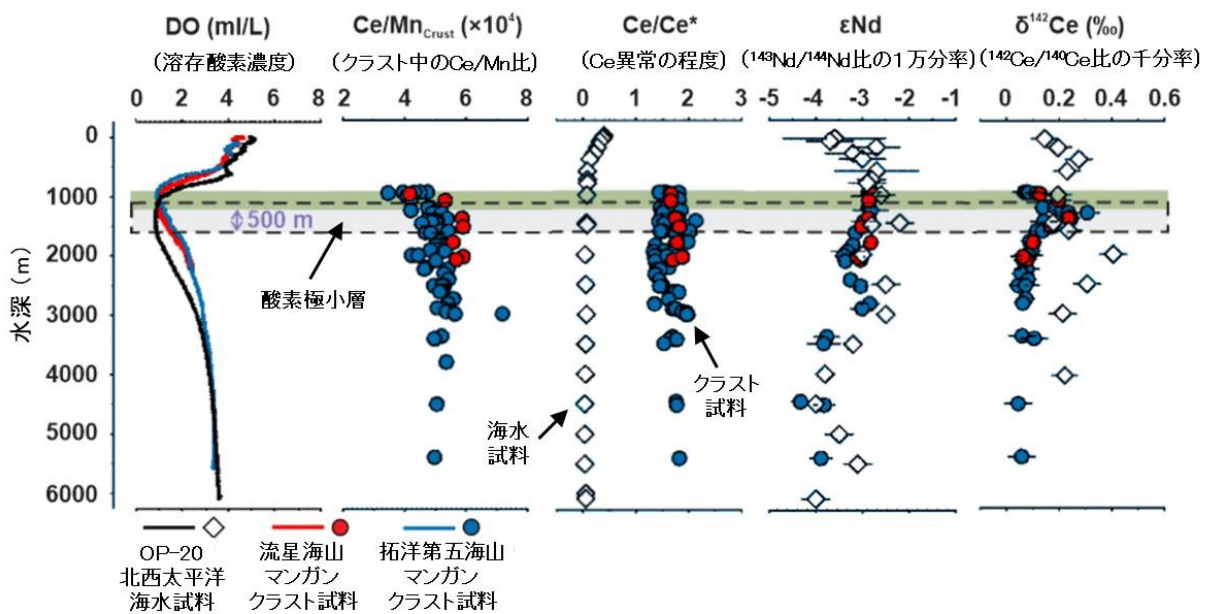 DO (ml/L) Ce/MnCrust (×10⁴) Ce/Ce* εNd δ¹⁴²Ce (‰)
(溶存酸素濃度) (クラスト中のCe/Mn比) (Ce異常の程度) (¹⁴³Nd/¹⁴⁴Nd比の1万分率) (¹⁴²Ce/¹⁴⁰Ce比の千分率)
0 2 4 6 8 2 4 6 8 0 1 2 3 -5 -4 -3 -2 -1 0 0.2 0.4 0.6
0
1000
500 m
2000
酸素極小層
3000
水深(m)
クラスト
試料
4000
海水
試料
5000
6000
OP-20
北西太平洋
海水試料
流星海山
マンガン
クラスト試料
拓洋第五海山
マンガン
クラスト試料